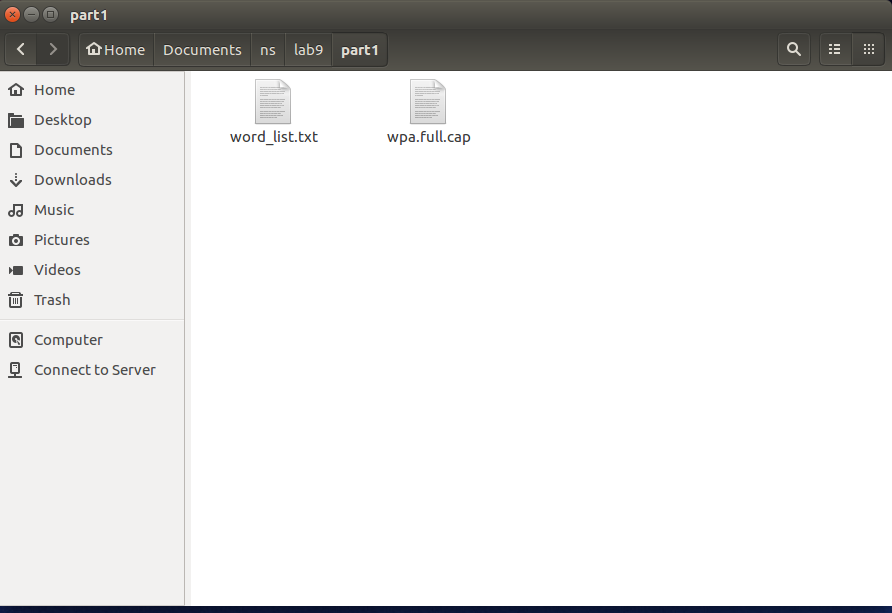 part1
Home Documents ns lab9 part1
Home
Desktop
Documents
Downloads
Music
Pictures
Videos
Trash
Computer
Connect to Server
word_list.txt wpa.full.cap